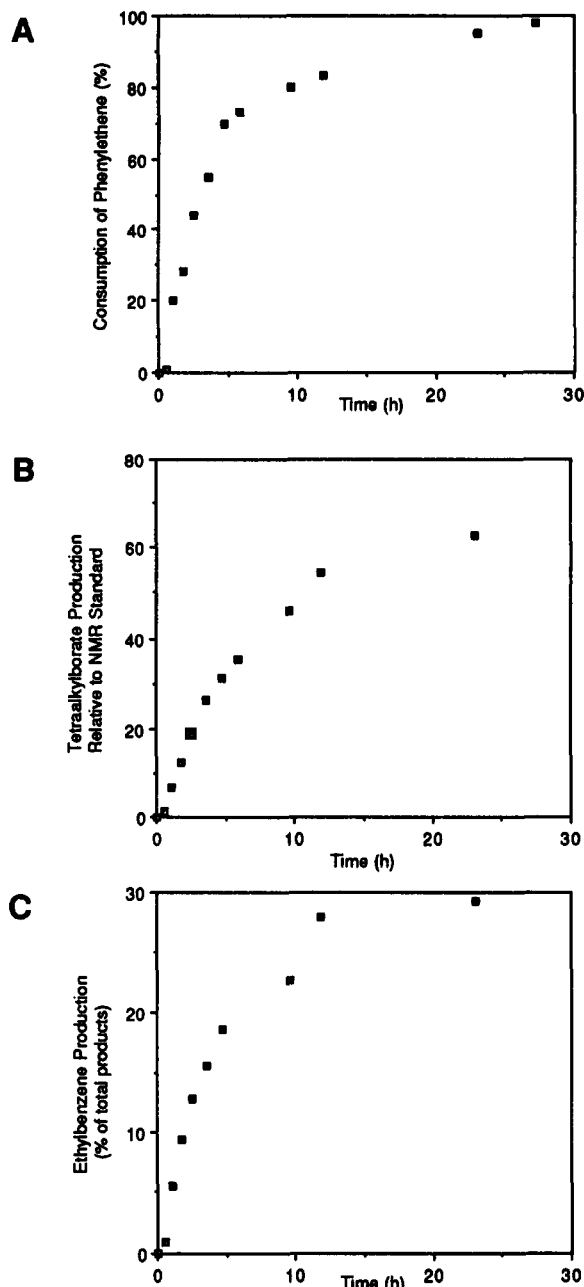 A
Consumption of Phenylethene (%)
100
80
60
40
20
0
0
10
20
30
Time (h)
B
Tetraalkylborate Production
Relative to NMR Standard
80
60
40
20
0
0
10
20
30
Time (h)
C
Ethylbenzene Production
(% of total products)
30
20
10
0
0
10
20
30
Time (h)